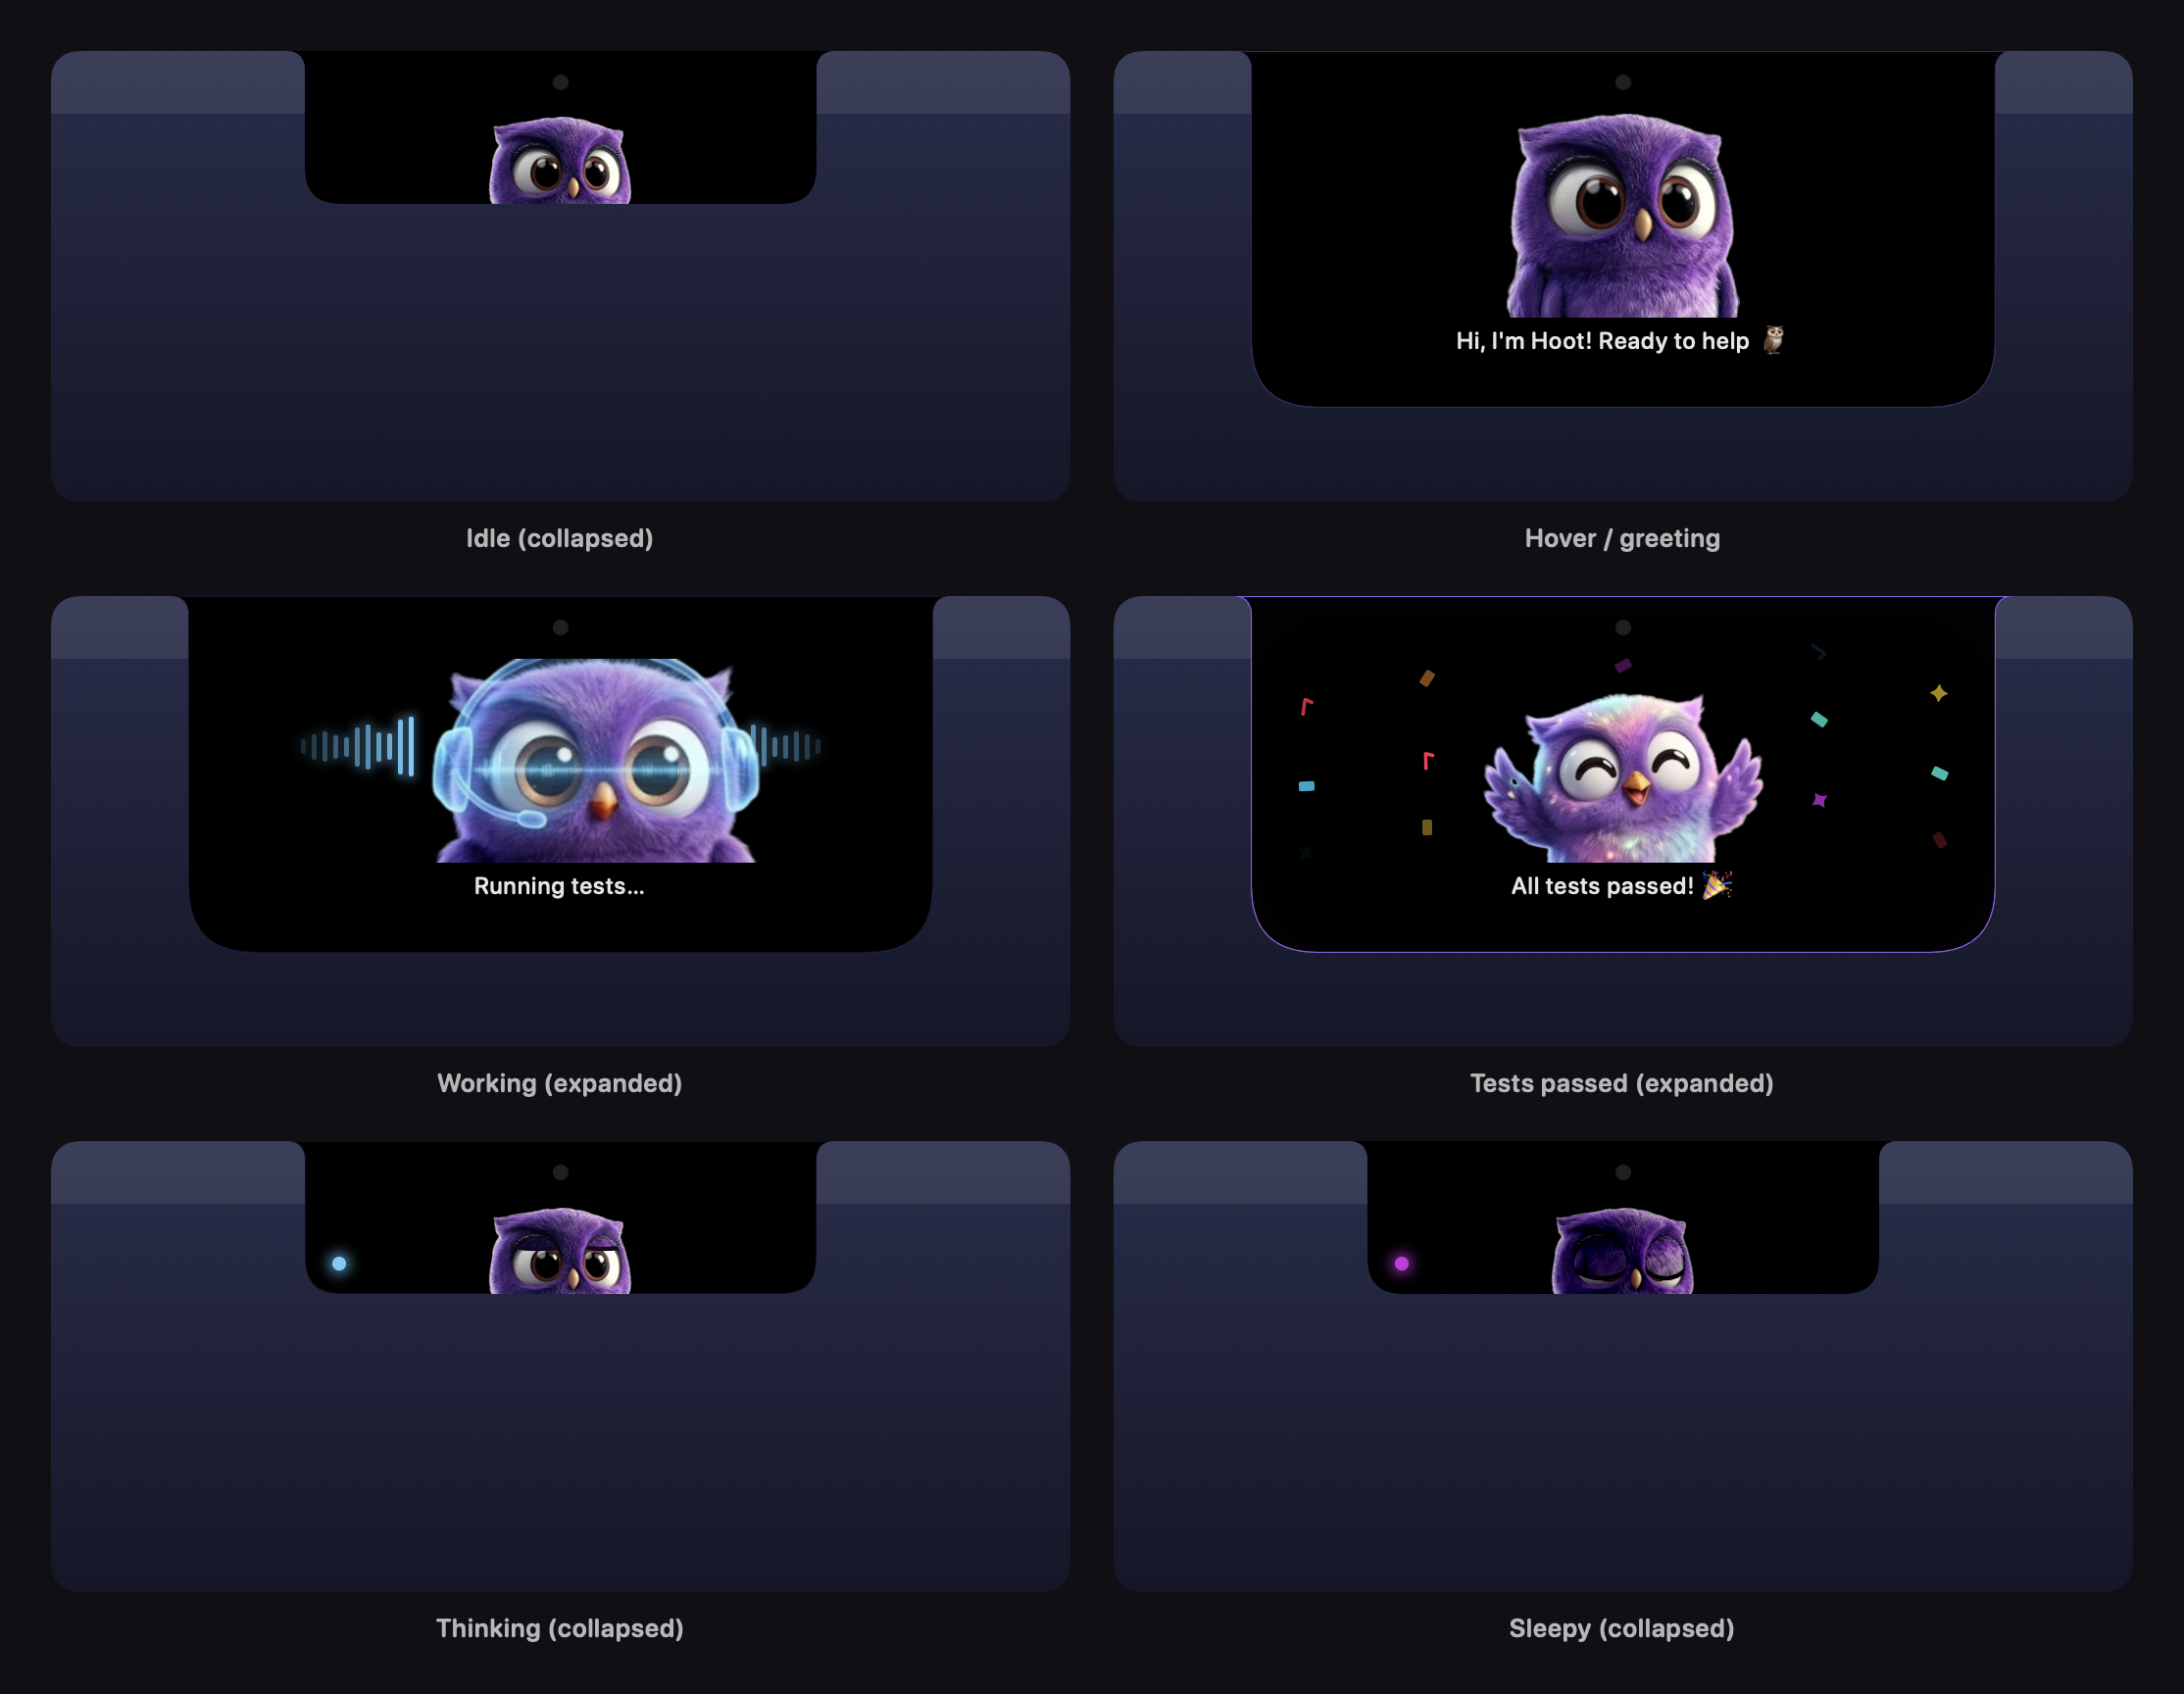 Idle (collapsed)
Hi, I'm Hoot! Ready to help 🦉
Hover / greeting
Running tests...
Working (expanded)
All tests passed! 🎉
Tests passed (expanded)
Thinking (collapsed)
Sleepy (collapsed)